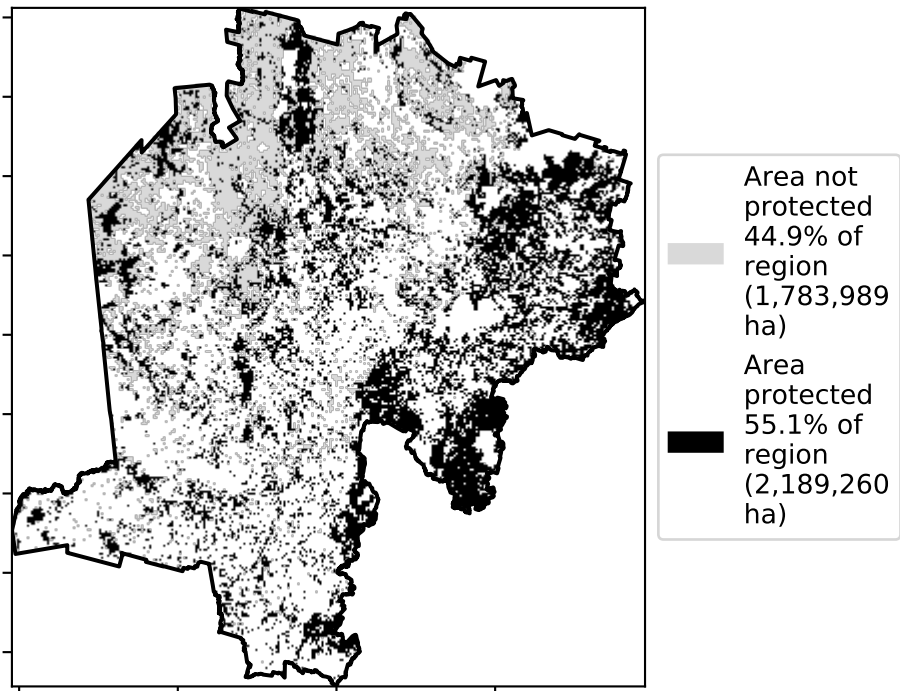 Area not
protected
44.9% of
region
(1,783,989
ha)
Area
protected
55.1% of
region
(2,189,260
ha)